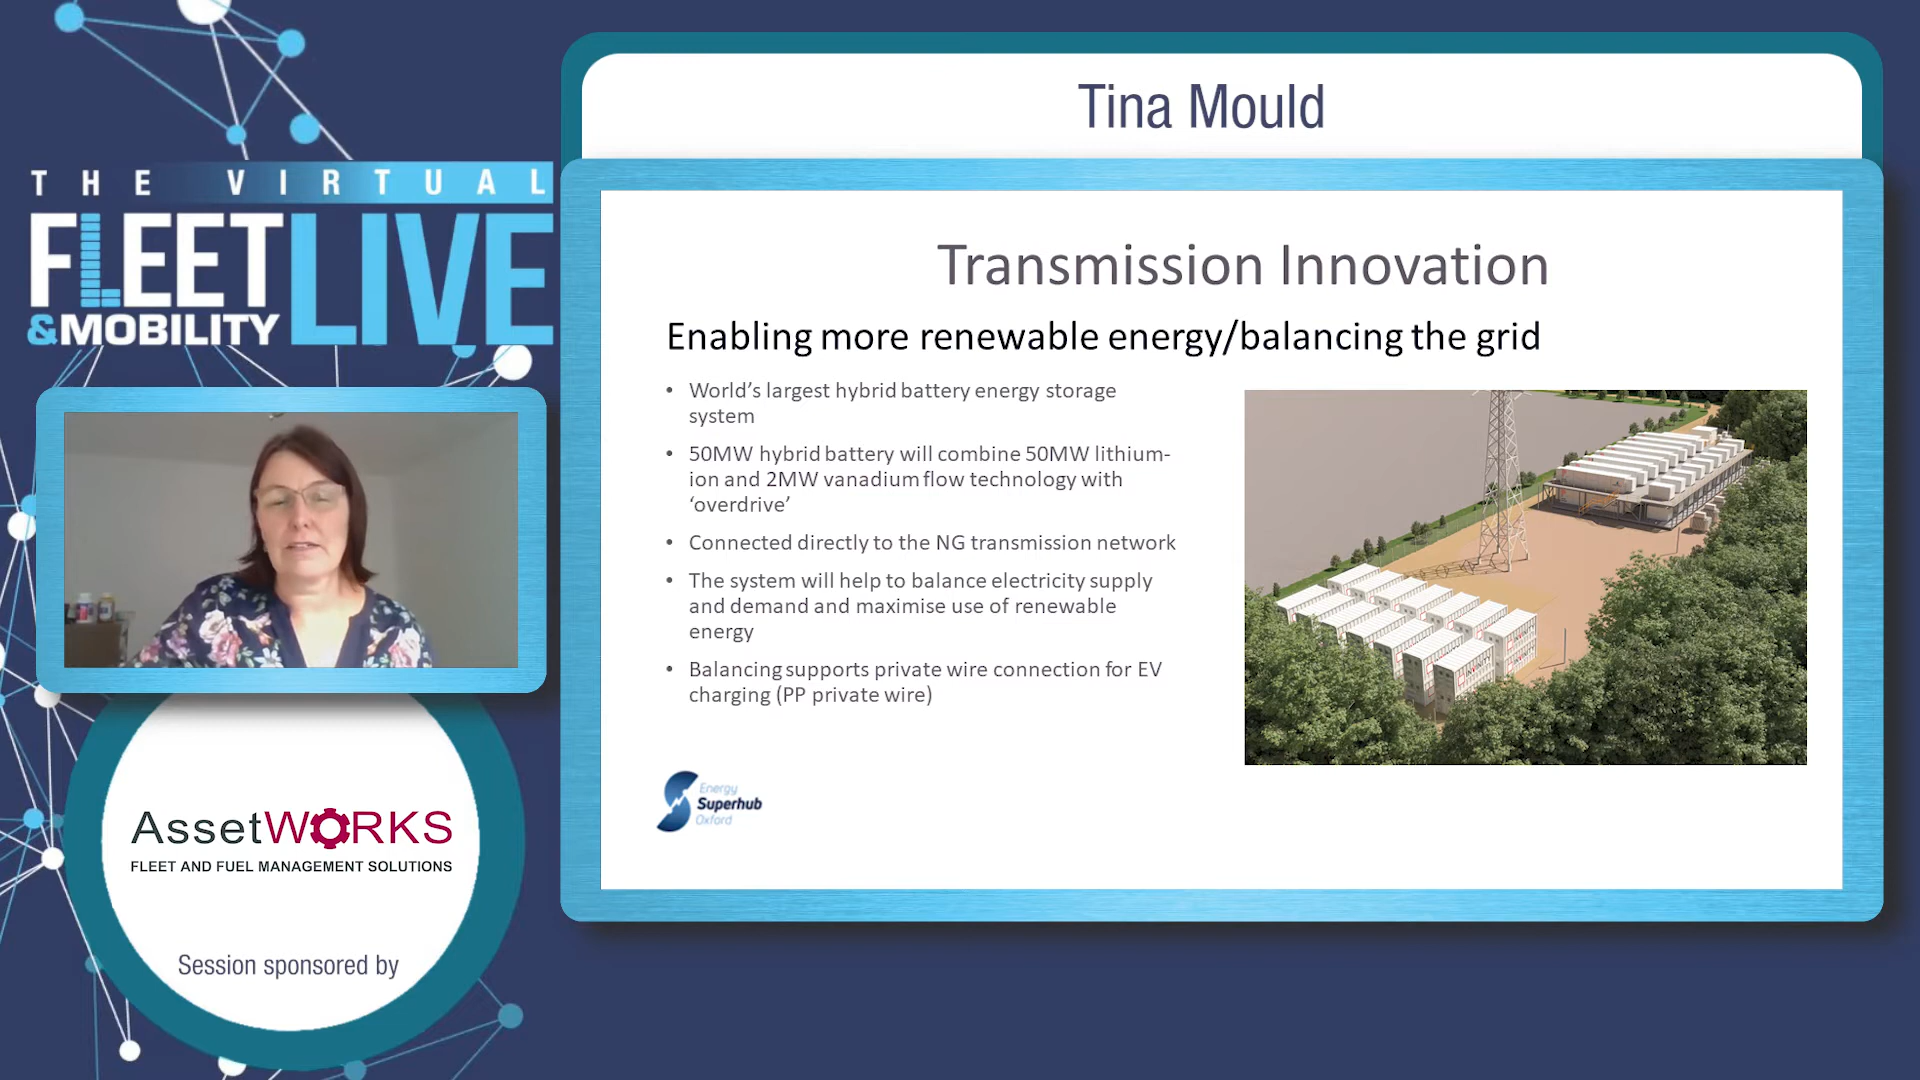 THE VIRTUAL
FLEET LIVE
&MOBILITY
AssetWORKS
FLEET AND FUEL MANAGEMENT SOLUTIONS
Session sponsored by
Tina Mould
Transmission Innovation
Enabling more renewable energy/balancing the grid
• World’s largest hybrid battery energy storage
system
• 50MW hybrid battery will combine 50MW lithium-
ion and 2MW vanadium flow technology with
‘overdrive’
• Connected directly to the NG transmission network
• The system will help to balance electricity supply
and demand and maximise use of renewable
energy
• Balancing supports private wire connection for EV
charging (PP private wire)
Energy
Superhub
Oxford